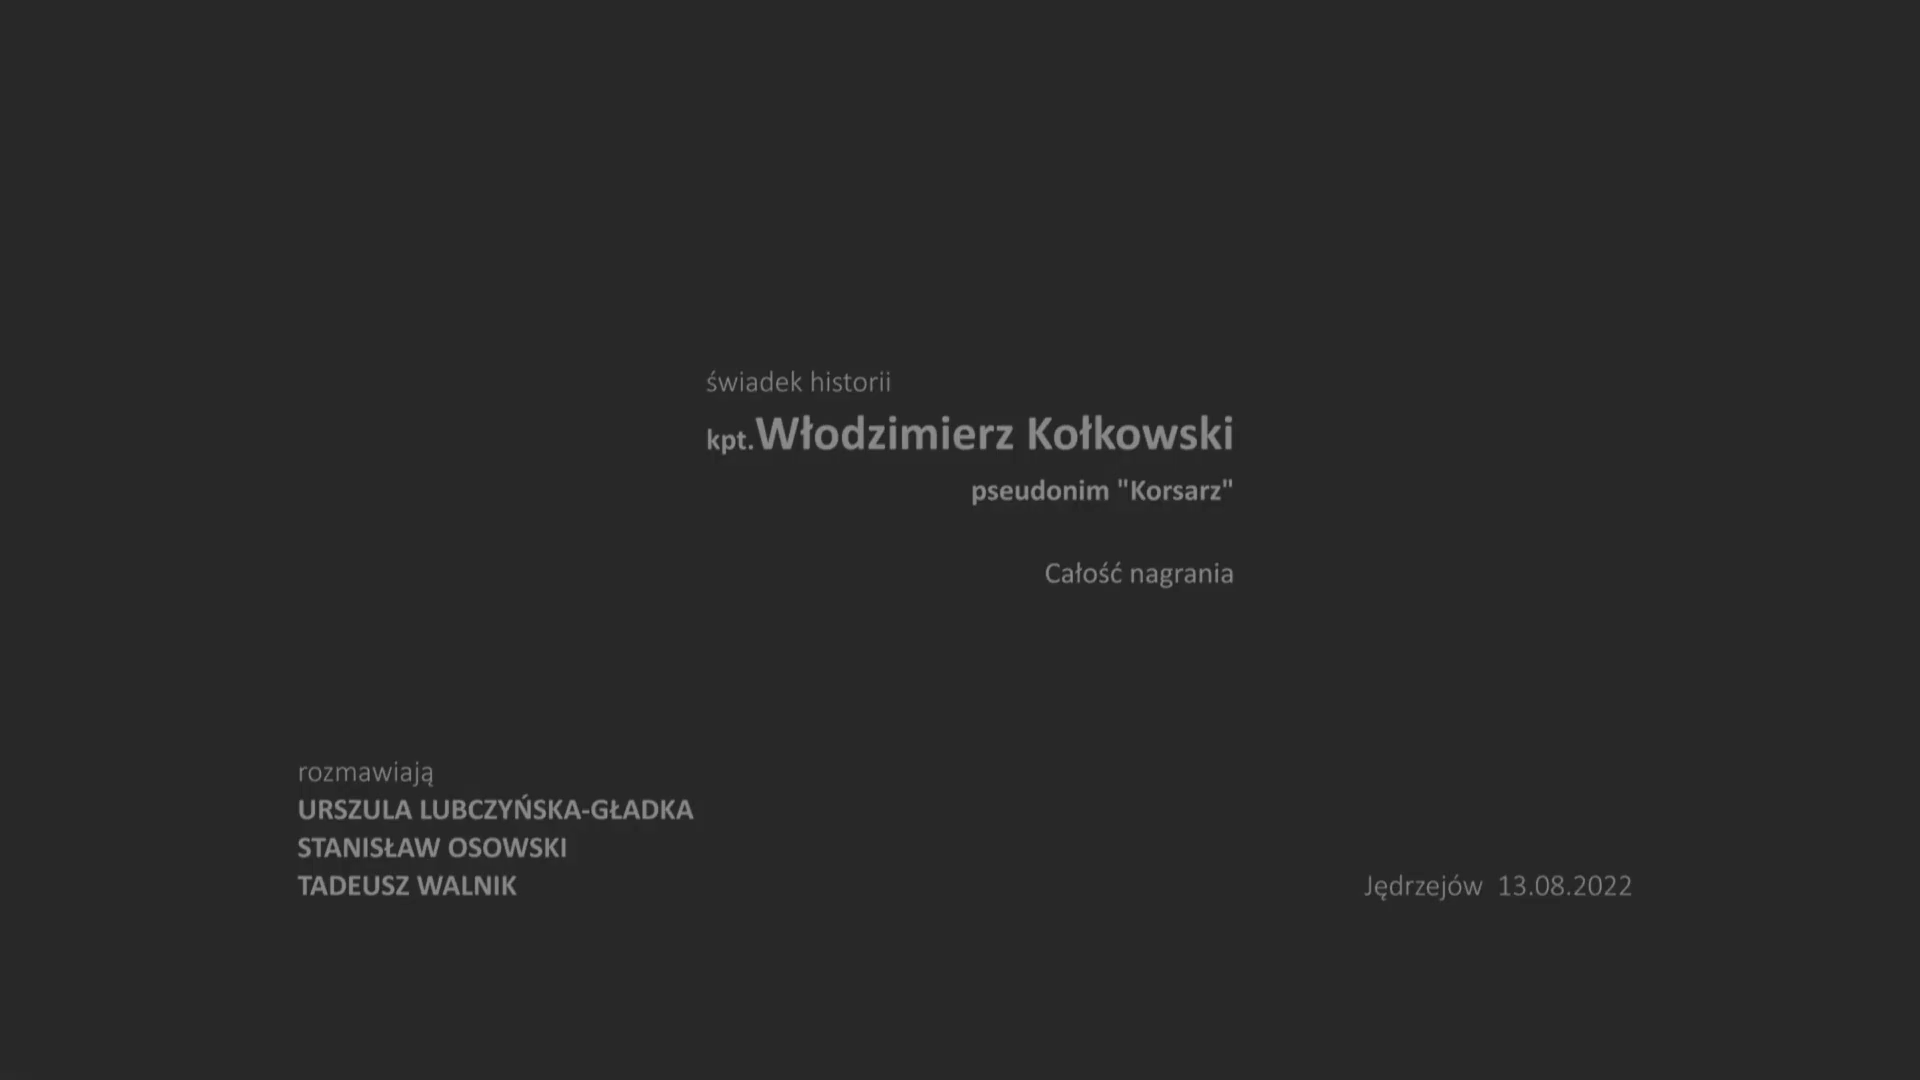 świadek historii
kpt.Włodzimierz Kołkowski
pseudonim "Korsarz"
Całość nagrania
rozmawiają
URSZULA LUBCZYŃSKA-GŁADKA
STANISŁAW OSOWSKI
TADEUSZ WALNIK
Jędrzejów 13.08.2022